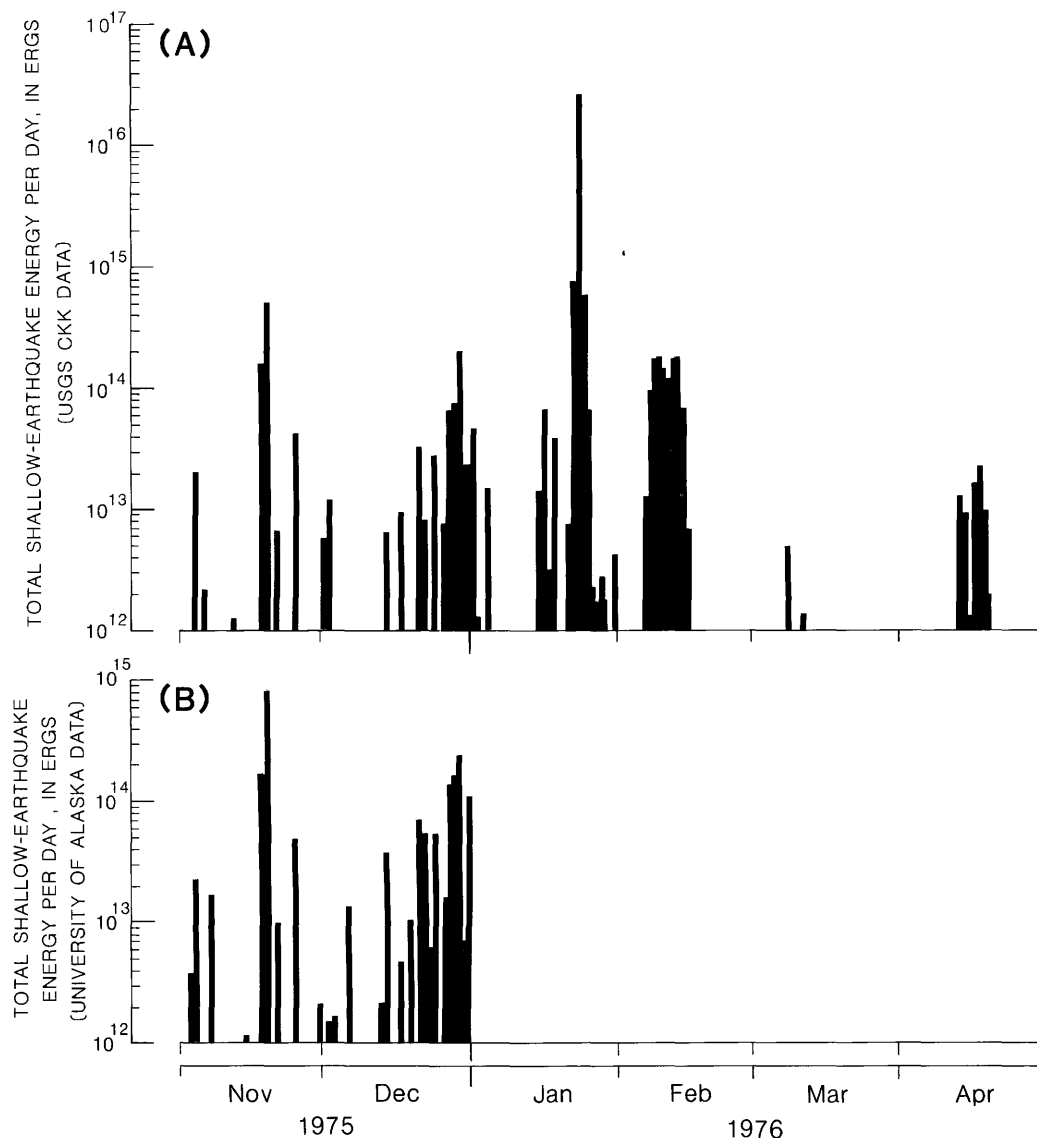 (A)
TOTAL SHALLOW-EARTHQUAKE ENERGY PER DAY, IN ERGS
(USGS CKK DATA)
10^17
10^16
10^15
10^14
10^13
10^12
(B)
TOTAL SHALLOW-EARTHQUAKE
ENERGY PER DAY , IN ERGS
(UNIVERSITY OF ALASKA DATA)
10^15
10^14
10^13
10^12
Nov Dec Jan Feb Mar Apr
1975 1976